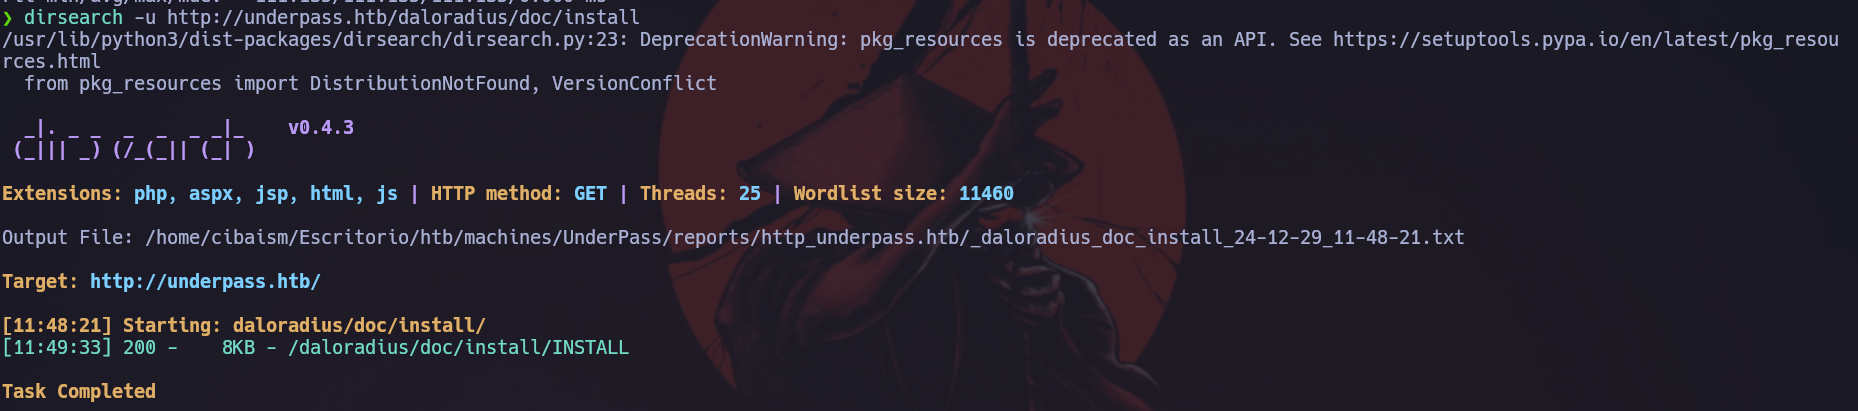 ❯ dirsearch -u http://underpass.htb/daloradius/doc/install
/usr/lib/python3/dist-packages/dirsearch/dirsearch.py:23: DeprecationWarning: pkg_resources is deprecated as an API. See https://setuptools.pypa.io/en/latest/pkg_resou
rces.html
  from pkg_resources import DistributionNotFound, VersionConflict

  _|. _ _  _  _  _ _|_    v0.4.3
 (_||| _) (/_(_|| (_| )

Extensions: php, aspx, jsp, html, js | HTTP method: GET | Threads: 25 | Wordlist size: 11460

Output File: /home/cibaism/Escritorio/htb/machines/UnderPass/reports/http_underpass.htb/_daloradius_doc_install_24-12-29_11-48-21.txt

Target: http://underpass.htb/

[11:48:21] Starting: daloradius/doc/install/
[11:49:33] 200 -    8KB - /daloradius/doc/install/INSTALL

Task Completed